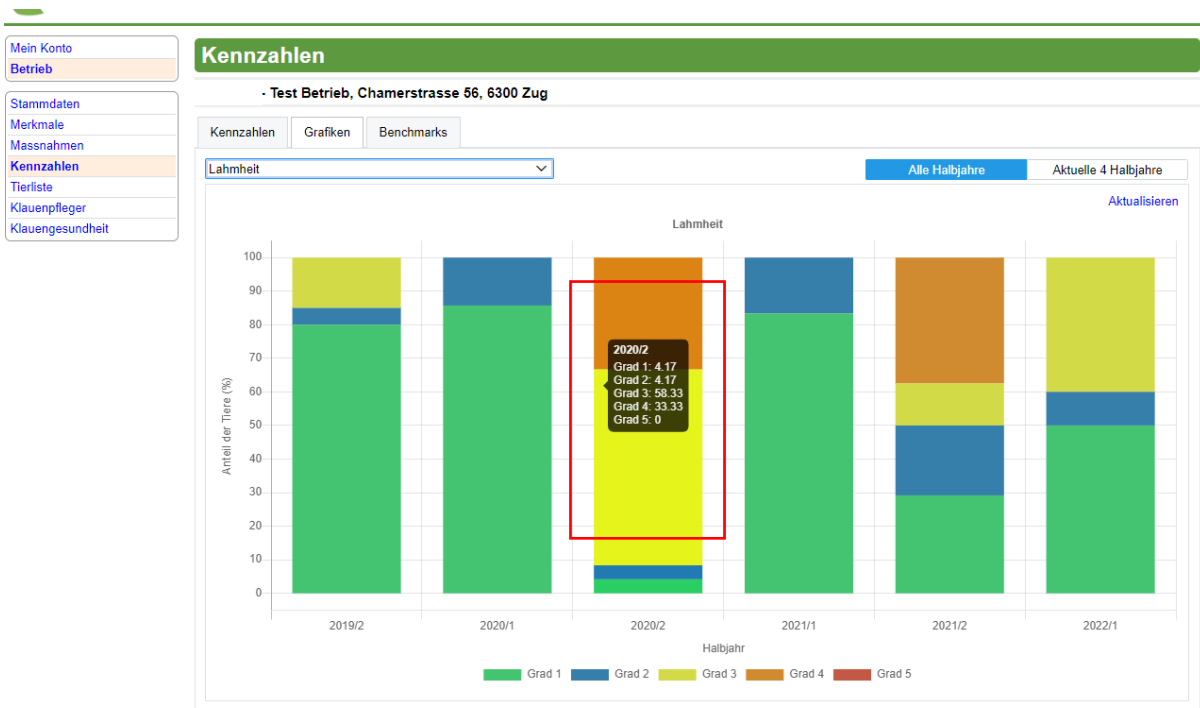 Mein Konto
Betrieb
Stammdaten
Merkmale
Massnahmen
Kennzahlen
Tierliste
Klauenpfleger
Klauengesundheit
Kennzahlen
- Test Betrieb, Chamerstrasse 56, 6300 Zug
Kennzahlen Grafiken Benchmarks
Lahmheit
Alle Halbjahre Aktuelle 4 Halbjahre
Aktualisieren
Lahmheit
Anteil der Tiere (%)
100
90
80
70
60
50
40
30
20
10
0
2020/2
Grad 1: 4.17
Grad 2: 4.17
Grad 3: 58.33
Grad 4: 33.33
Grad 5: 0
2019/2 2020/1 2020/2 2021/1 2021/2 2022/1
Halbjahr
Grad 1 Grad 2 Grad 3 Grad 4 Grad 5